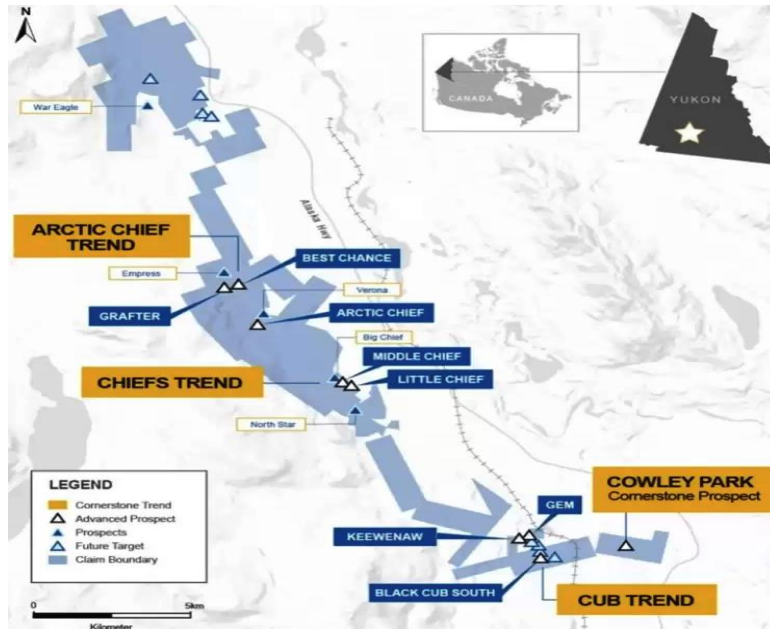 N
War Eagle
CANADA
YUKON
Alaska Hwy
ARCTIC CHIEF
TREND
BEST CHANCE
Empress
Verona
GRAFTER
ARCTIC CHIEF
Big Chief
MIDDLE CHIEF
CHIEFS TREND
LITTLE CHIEF
North Star
COWLEY PARK
Cornerstone Prospect
GEM
KEEWENAW
BLACK CUB SOUTH
CUB TREND
LEGEND
Cornerstone Trend
Advanced Prospect
Prospects
Future Target
Claim Boundary
0
5km
Kilometer